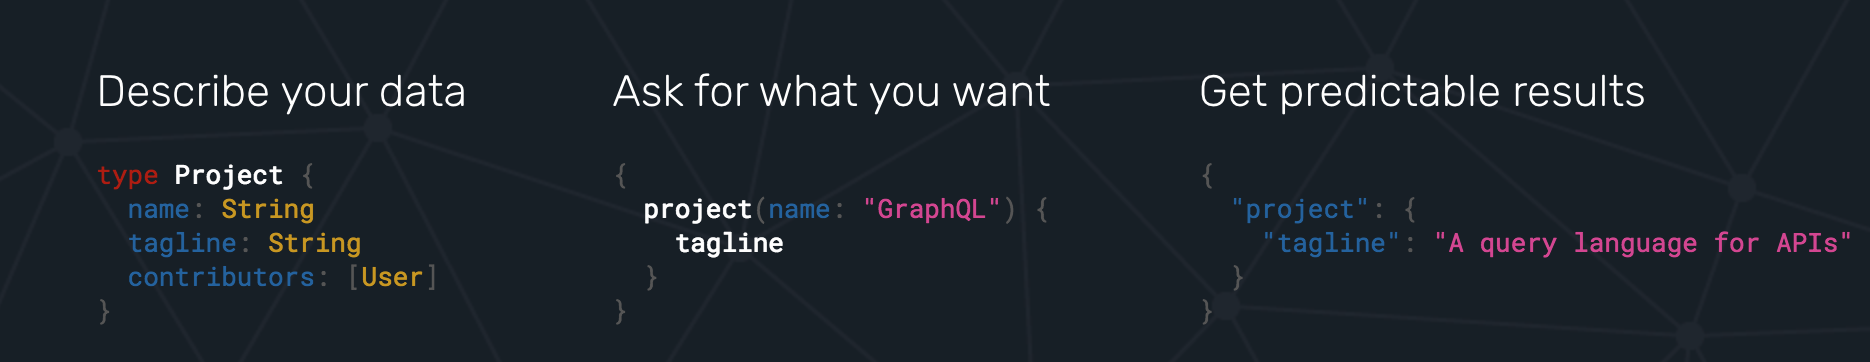 Describe your data
type Project {
  name: String
  tagline: String
  contributors: [User]
}
Ask for what you want
{
  project(name: "GraphQL") {
    tagline
  }
}
Get predictable results
{
  "project": {
    "tagline": "A query language for APIs"
  }
}